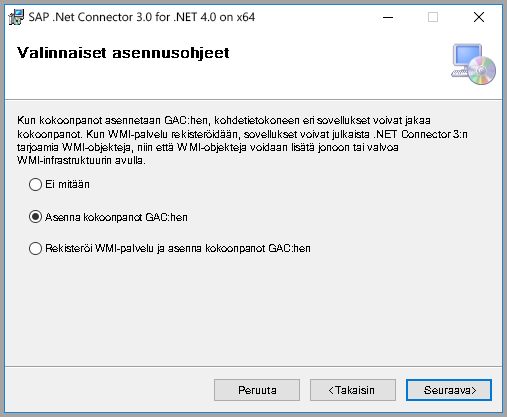 SAP .Net Connector 3.0 for .NET 4.0 on x64
Valinnaiset asennusohjeet
Kun kokoonpanot asennetaan GAC:hen, kohdetietokoneen eri sovellukset voivat jakaa
kokoonpanot. Kun WMI-palvelu rekisteröidään, sovellukset voivat julkaista .NET Connector 3:n
tarjoamia WMI-objekteja, niin että WMI-objekteja voidaan lisätä jonoon tai valvoa
WMI-infrastruktuurin avulla.
Ei mitään
Asenna kokoonpanot GAC:hen
Rekisteröi WMI-palvelu ja asenna kokoonpanot GAC:hen
Peruuta
<Takaisin
Seuraava>